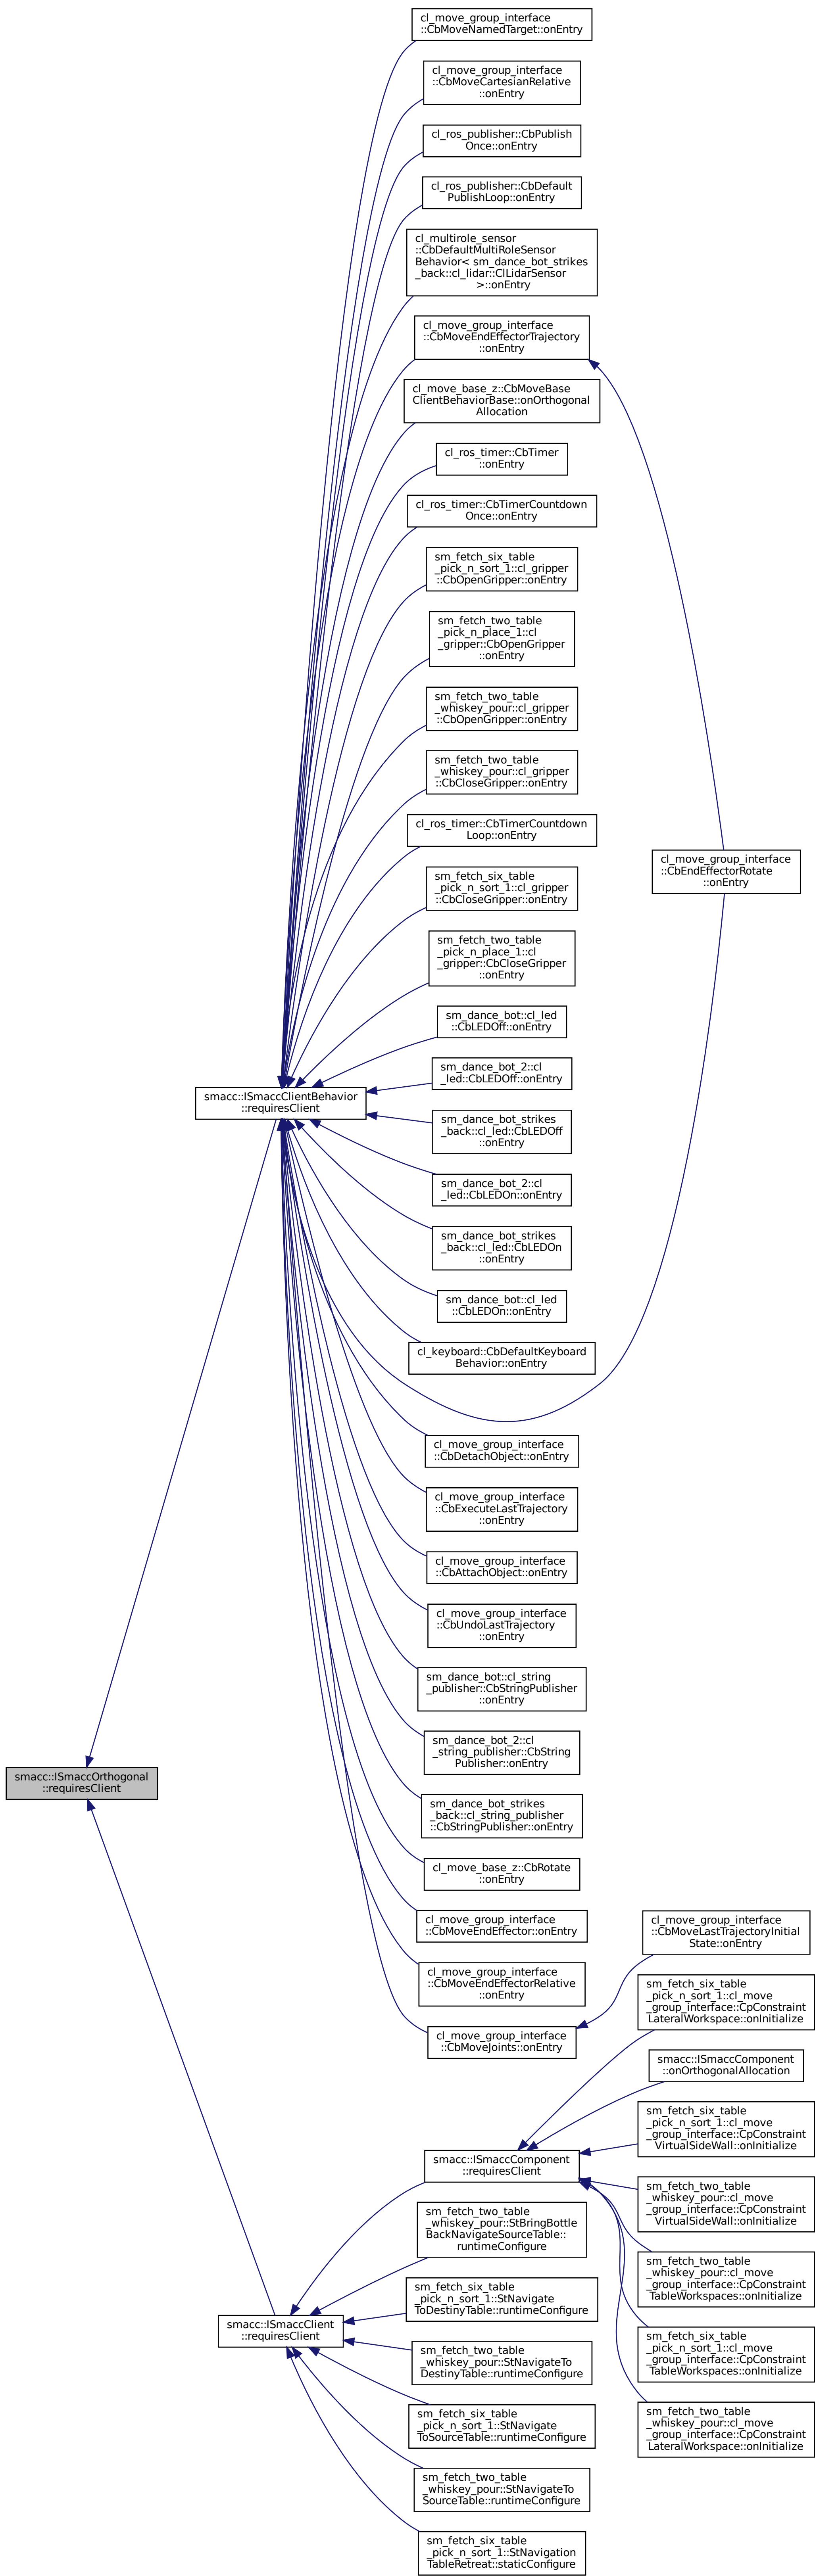 cl_move_group_interface
::CbMoveNamedTarget::onEntry
cl_move_group_interface
::CbMoveCartesianRelative
::onEntry
cl_ros_publisher::CbPublish
Once::onEntry
cl_ros_publisher::CbDefault
PublishLoop::onEntry
cl_multirole_sensor
::CbDefaultMultiRoleSensor
Behavior< sm_dance_bot_strikes
_back::cl_lidar::ClLidarSensor
>::onEntry
cl_move_group_interface
::CbMoveEndEffectorTrajectory
::onEntry
cl_move_base_z::CbMoveBase
ClientBehaviorBase::onOrthogonal
Allocation
cl_ros_timer::CbTimer
::onEntry
cl_ros_timer::CbTimerCountdown
Once::onEntry
sm_fetch_six_table
_pick_n_sort_1::cl_gripper
::CbOpenGripper::onEntry
sm_fetch_two_table
_pick_n_place_1::cl
_gripper::CbOpenGripper
::onEntry
sm_fetch_two_table
_whiskey_pour::cl_gripper
::CbOpenGripper::onEntry
sm_fetch_two_table
_whiskey_pour::cl_gripper
::CbCloseGripper::onEntry
cl_ros_timer::CbTimerCountdown
Loop::onEntry
cl_move_group_interface
::CbEndEffectorRotate
::onEntry
sm_fetch_six_table
_pick_n_sort_1::cl_gripper
::CbCloseGripper::onEntry
sm_fetch_two_table
_pick_n_place_1::cl
_gripper::CbCloseGripper
::onEntry
sm_dance_bot::cl_led
::CbLEDOff::onEntry
sm_dance_bot_2::cl
_led::CbLEDOff::onEntry
smacc::ISmaccClientBehavior
::requiresClient
sm_dance_bot_strikes
_back::cl_led::CbLEDOff
::onEntry
sm_dance_bot_2::cl
_led::CbLEDOn::onEntry
sm_dance_bot_strikes
_back::cl_led::CbLEDOn
::onEntry
sm_dance_bot::cl_led
::CbLEDOn::onEntry
cl_keyboard::CbDefaultKeyboard
Behavior::onEntry
cl_move_group_interface
::CbDetachObject::onEntry
cl_move_group_interface
::CbExecuteLastTrajectory
::onEntry
cl_move_group_interface
::CbAttachObject::onEntry
cl_move_group_interface
::CbUndoLastTrajectory
::onEntry
sm_dance_bot::cl_string
_publisher::CbStringPublisher
::onEntry
sm_dance_bot_2::cl
_string_publisher::CbString
Publisher::onEntry
smacc::ISmaccOrthogonal
::requiresClient
sm_dance_bot_strikes
_back::cl_string_publisher
::CbStringPublisher::onEntry
cl_move_base_z::CbRotate
::onEntry
cl_move_group_interface
::CbMoveEndEffector::onEntry
cl_move_group_interface
::CbMoveLastTrajectoryInitial
State::onEntry
cl_move_group_interface
::CbMoveEndEffectorRelative
::onEntry
sm_fetch_six_table
_pick_n_sort_1::cl_move
_group_interface::CpConstraint
LateralWorkspace::onInitialize
cl_move_group_interface
::CbMoveJoints::onEntry
smacc::ISmaccComponent
::onOrthogonalAllocation
sm_fetch_six_table
_pick_n_sort_1::cl_move
_group_interface::CpConstraint
VirtualSideWall::onInitialize
smacc::ISmaccComponent
::requiresClient
sm_fetch_two_table
_whiskey_pour::cl_move
_group_interface::CpConstraint
VirtualSideWall::onInitialize
sm_fetch_two_table
_whiskey_pour::StBringBottle
BackNavigateSourceTable::
runtimeConfigure
sm_fetch_two_table
_whiskey_pour::cl_move
_group_interface::CpConstraint
TableWorkspaces::onInitialize
sm_fetch_six_table
_pick_n_sort_1::StNavigate
ToDestinyTable::runtimeConfigure
smacc::ISmaccClient
::requiresClient
sm_fetch_six_table
_pick_n_sort_1::cl_move
_group_interface::CpConstraint
TableWorkspaces::onInitialize
sm_fetch_two_table
_whiskey_pour::StNavigateTo
DestinyTable::runtimeConfigure
sm_fetch_two_table
_whiskey_pour::cl_move
_group_interface::CpConstraint
LateralWorkspace::onInitialize
sm_fetch_six_table
_pick_n_sort_1::StNavigate
ToSourceTable::runtimeConfigure
sm_fetch_two_table
_whiskey_pour::StNavigateTo
SourceTable::runtimeConfigure
sm_fetch_six_table
_pick_n_sort_1::StNavigation
TableRetreat::staticConfigure